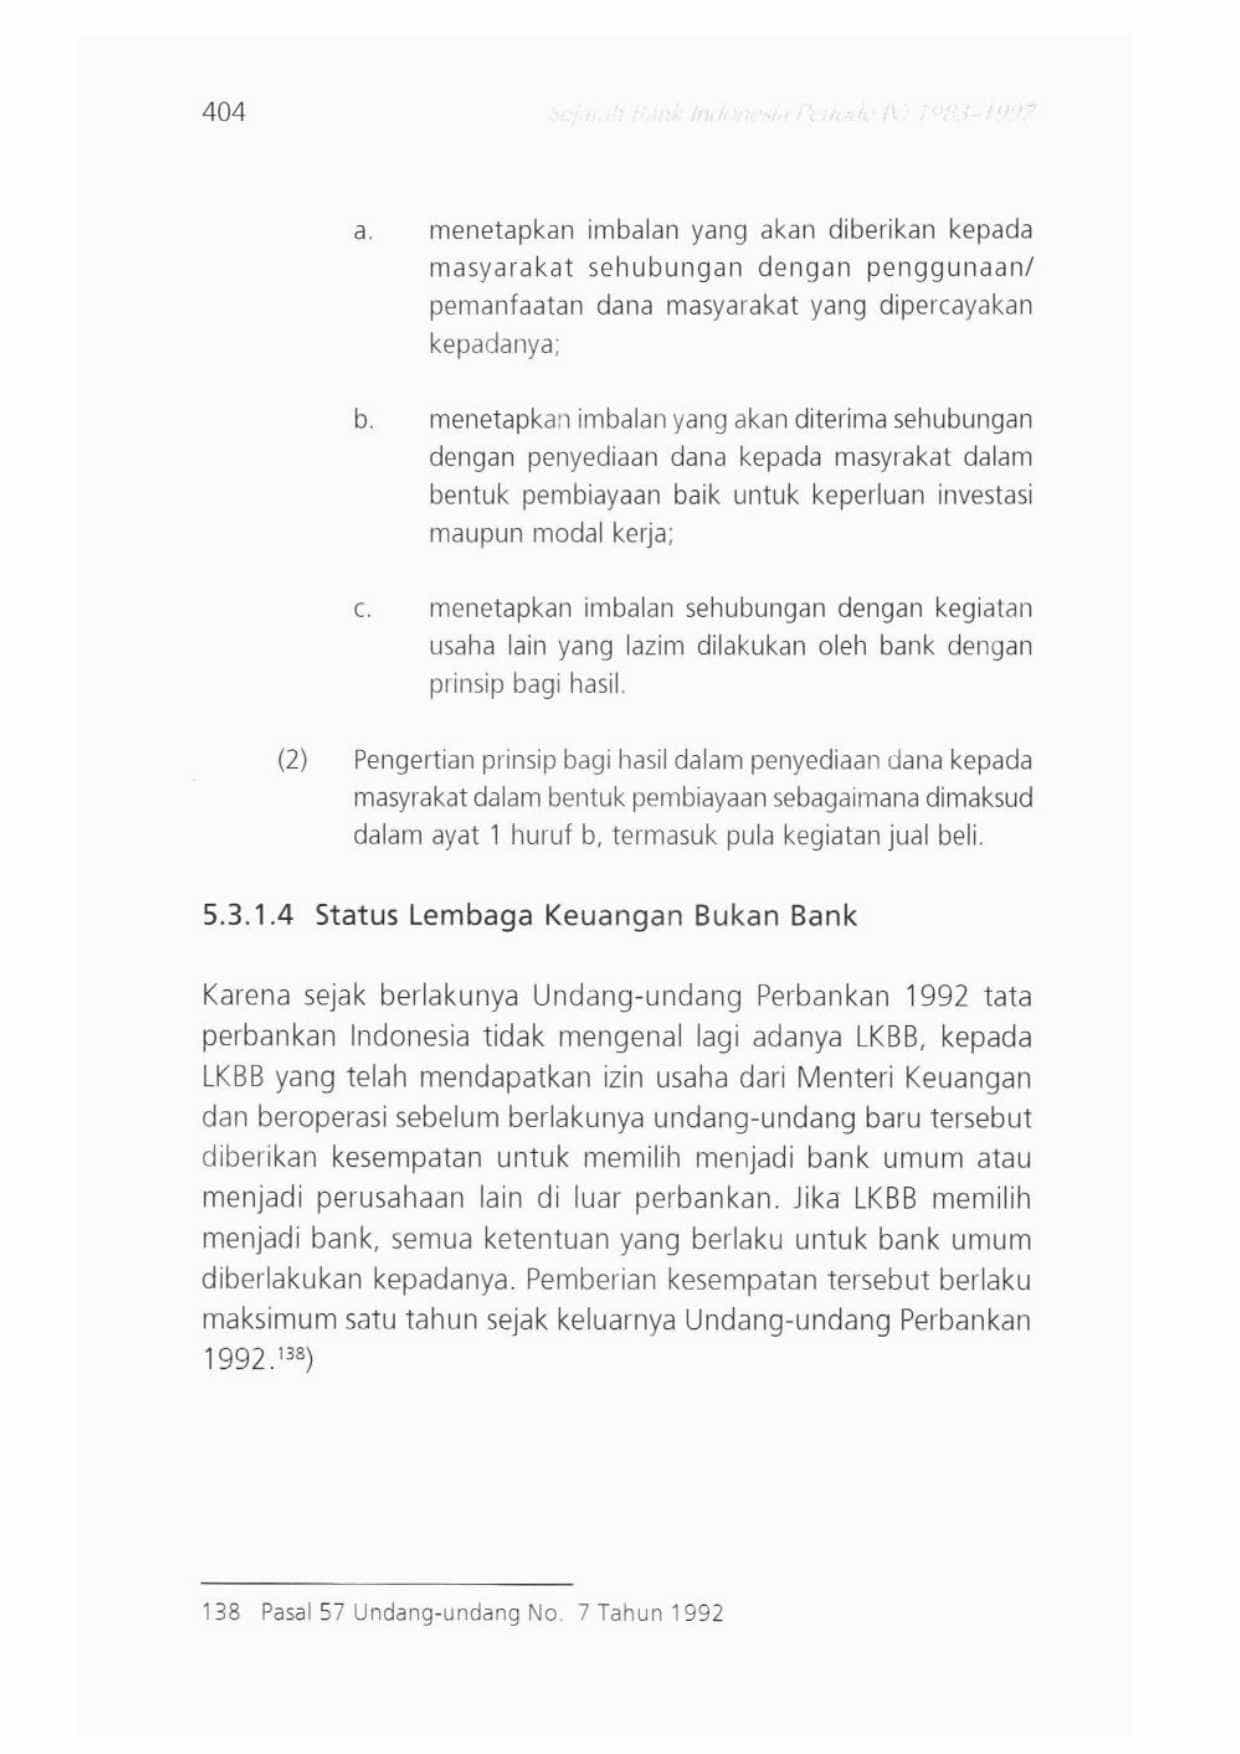 404
Sejarah Bank Indonesia Periode IV: 1983–1997
a. menetapkan imbalan yang akan diberikan kepada
masyarakat sehubungan dengan penggunaan/
pemanfaatan dana masyarakat yang dipercayakan
kepadanya;
b. menetapkan imbalan yang akan diterima sehubungan
dengan penyediaan dana kepada masyrakat dalam
bentuk pembiayaan baik untuk keperluan investasi
maupun modal kerja;
c. menetapkan imbalan sehubungan dengan kegiatan
usaha lain yang lazim dilakukan oleh bank dengan
prinsip bagi hasil.
(2) Pengertian prinsip bagi hasil dalam penyediaan dana kepada
masyrakat dalam bentuk pembiayaan sebagaimana dimaksud
dalam ayat 1 huruf b, termasuk pula kegiatan jual beli.
5.3.1.4 Status Lembaga Keuangan Bukan Bank
Karena sejak berlakunya Undang-undang Perbankan 1992 tata
perbankan Indonesia tidak mengenal lagi adanya LKBB, kepada
LKBB yang telah mendapatkan izin usaha dari Menteri Keuangan
dan beroperasi sebelum berlakunya undang-undang baru tersebut
diberikan kesempatan untuk memilih menjadi bank umum atau
menjadi perusahaan lain di luar perbankan. Jika LKBB memilih
menjadi bank, semua ketentuan yang berlaku untuk bank umum
diberlakukan kepadanya. Pemberian kesempatan tersebut berlaku
maksimum satu tahun sejak keluarnya Undang-undang Perbankan
1992.¹³⁸)
138 Pasal 57 Undang-undang No. 7 Tahun 1992